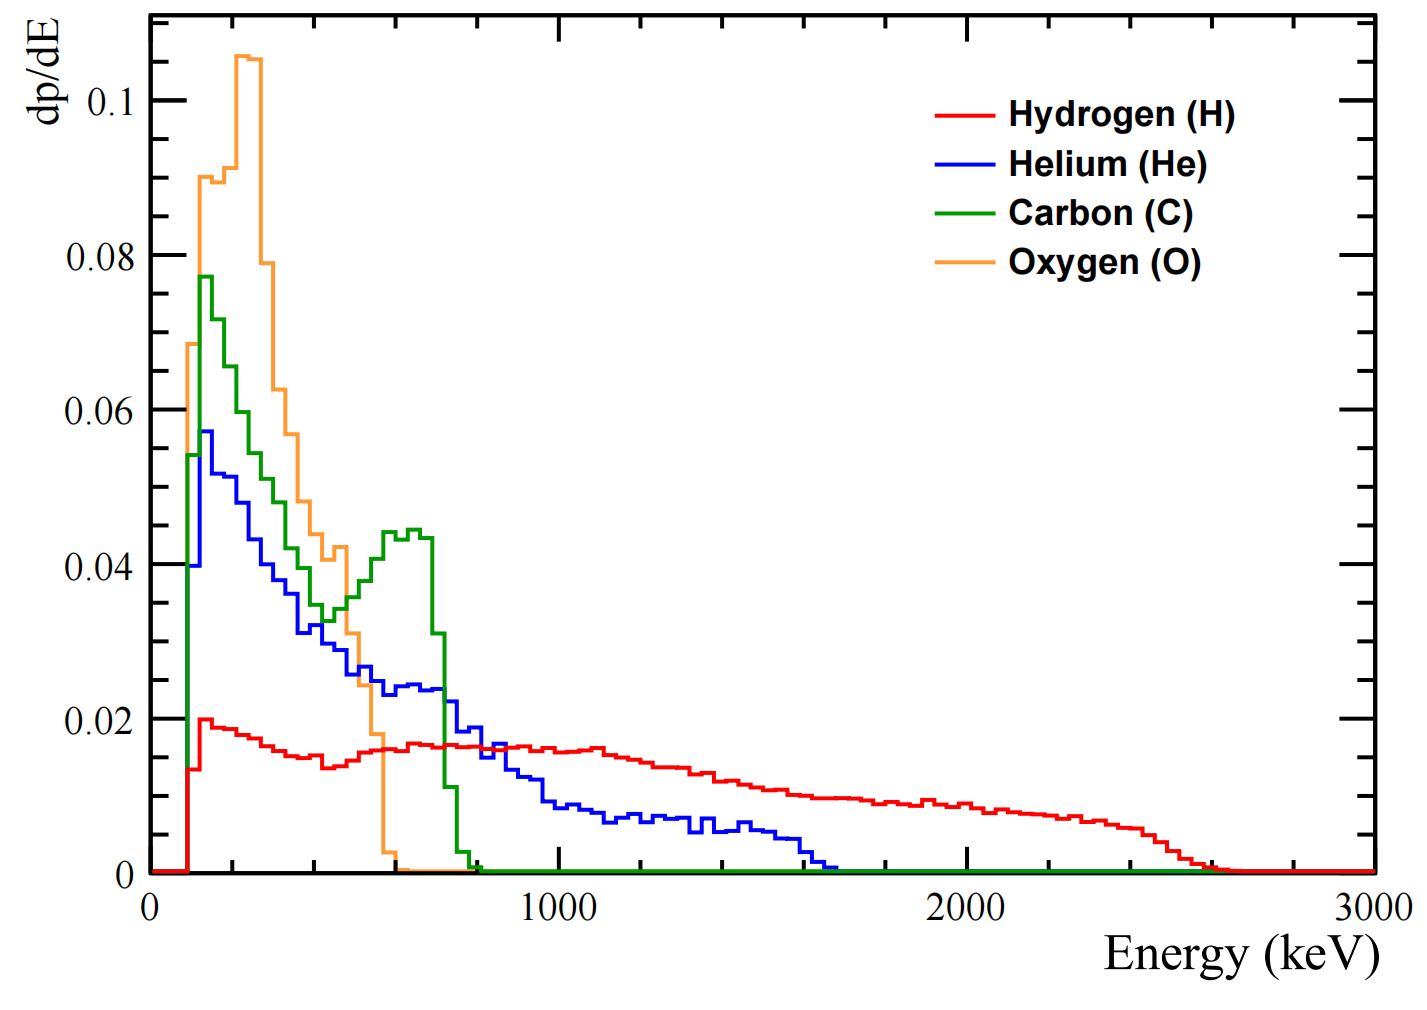 dp/dE
0.1
0.08
0.06
0.04
0.02
0
Hydrogen (H)
Helium (He)
Carbon (C)
Oxygen (O)
0 1000 2000 3000
Energy (keV)